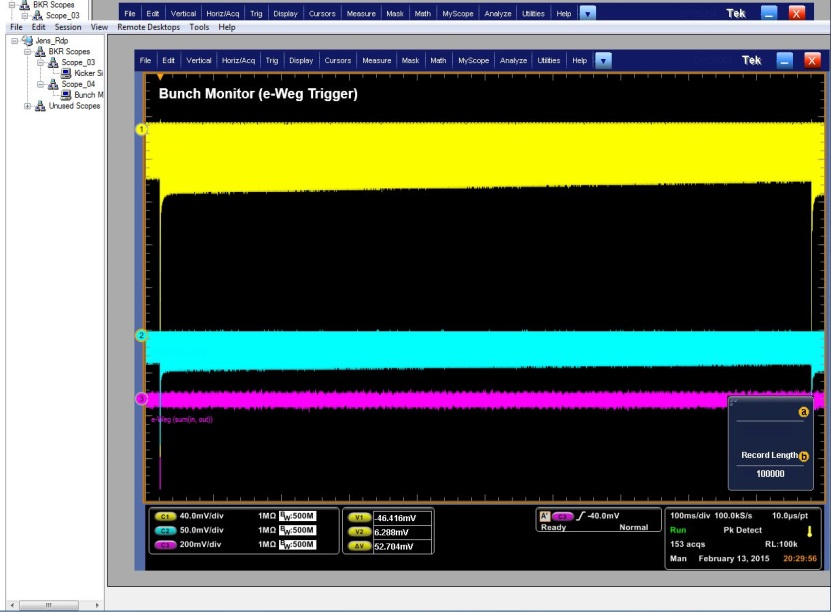 BKR Scopes
Scope_03
File Edit Vertical Horiz/Acq Trig Display Cursors Measure Mask Math MyScope Analyze Utilities Help Tek X
File Edit Session View Remote Desktops Tools Help
Jens_Rdp
BKR Scopes
Scope_03
Kicker Si
Scope_04
Bunch M
Unused Scopes
File Edit Vertical Horiz/Acq Trig Display Cursors Measure Mask Math MyScope Analyze Utilities Help Tek X
Bunch Monitor (e-Weg Trigger)
1
2
3
e-Weg (sum(in, out))
a
Record Length b
100000
C1 40.0mV/div 1MΩ BW:500M
C2 50.0mV/div 1MΩ BW:500M
C3 200mV/div 1MΩ BW:500M
V1 -46.416mV
V2 6.288mV
ΔV 52.704mV
A' C3 -40.0mV
Ready Normal
100ms/div 100.0kS/s 10.0µs/pt
Run Pk Detect
153 acqs RL:100k
Man February 13, 2015 20:29:56